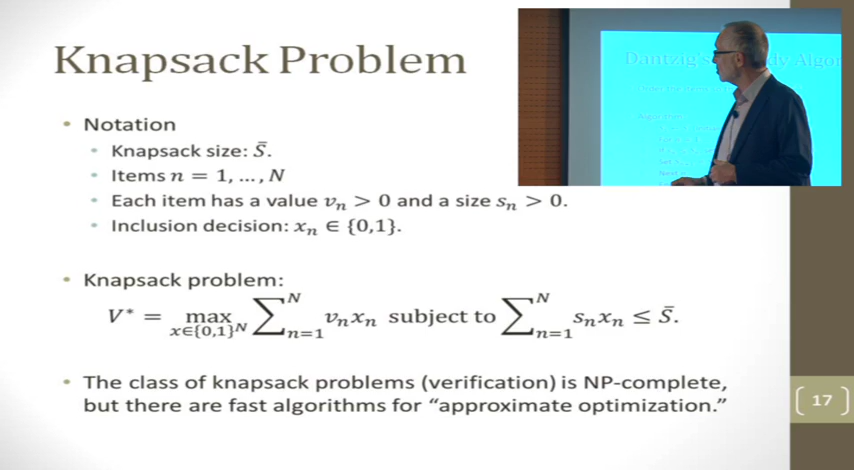 Knapsack Problem
• Notation
• Knapsack size: S̄.
• Items n = 1, …, N
• Each item has a value vₙ > 0 and a size sₙ > 0.
• Inclusion decision: xₙ ∈ {0,1}.
• Knapsack problem:
V* = max_{x∈{0,1}^N} ∑_{n=1}^{N} vₙxₙ subject to ∑_{n=1}^{N} sₙxₙ ≤ S̄.
• The class of knapsack problems (verification) is NP-complete,
but there are fast algorithms for “approximate optimization.”
[ 17 ]
Dantzig's